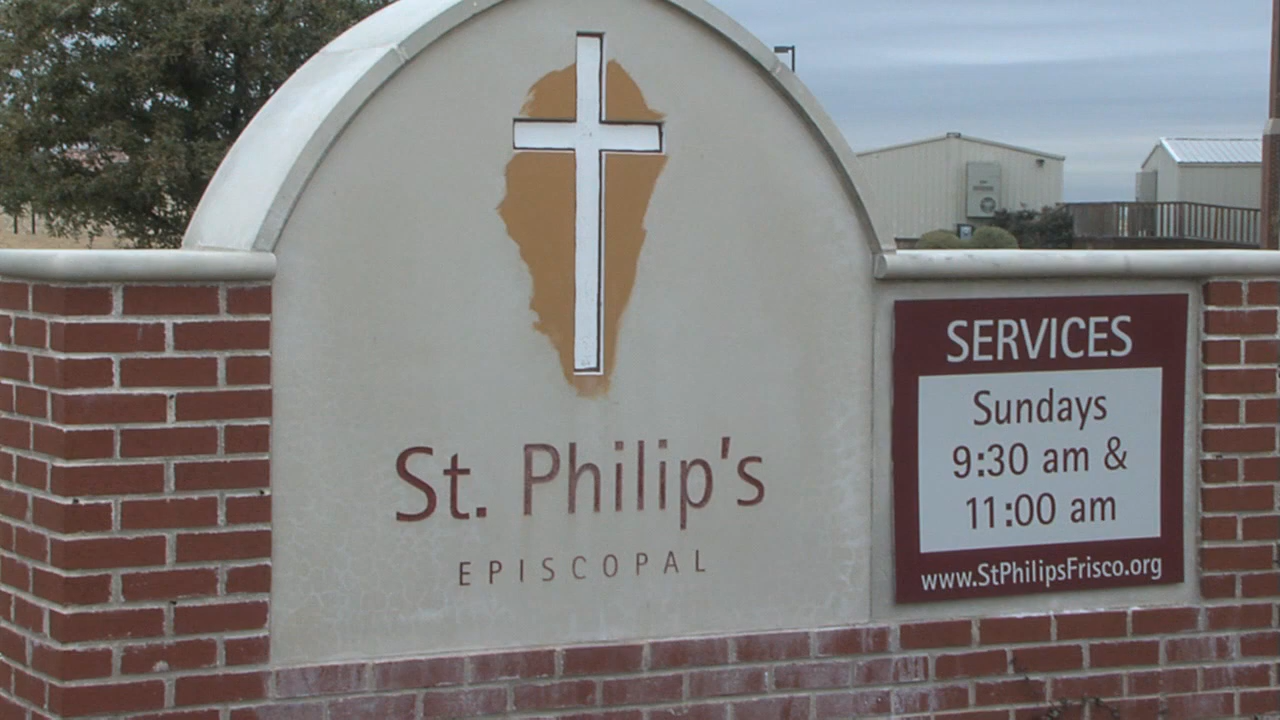 St. Philip's
EPISCOPAL
SERVICES
Sundays
9:30 am &
11:00 am
www.StPhilipsFrisco.org